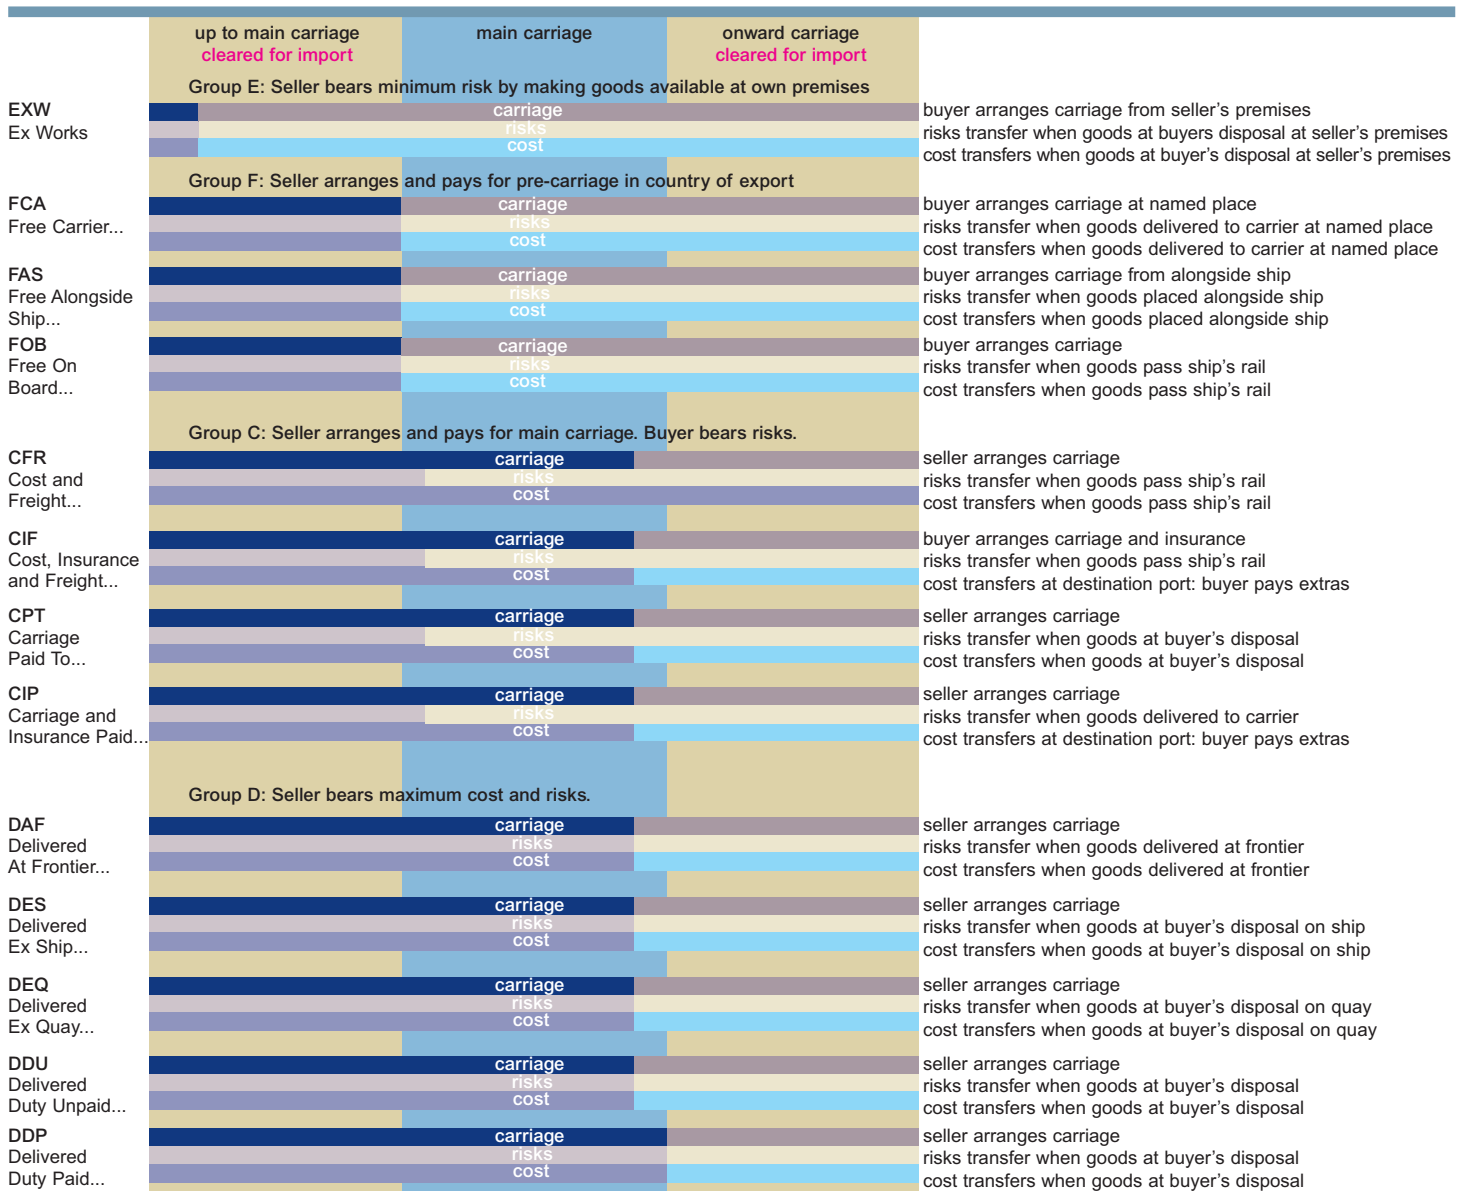 up to main carriage main carriage onward carriage
cleared for import cleared for import
Group E: Seller bears minimum risk by making goods available at own premises
EXW carriage buyer arranges carriage from seller's premises
Ex Works risks risks transfer when goods at buyers disposal at seller's premises
cost cost transfers when goods at buyer's disposal at seller's premises
Group F: Seller arranges and pays for pre-carriage in country of export
FCA carriage buyer arranges carriage at named place
Free Carrier... risks risks transfer when goods delivered to carrier at named place
cost cost transfers when goods delivered to carrier at named place
FAS carriage buyer arranges carriage from alongside ship
Free Alongside risks risks transfer when goods placed alongside ship
Ship... cost cost transfers when goods placed alongside ship
FOB carriage buyer arranges carriage
Free On risks risks transfer when goods pass ship's rail
Board... cost cost transfers when goods pass ship's rail
Group C: Seller arranges and pays for main carriage. Buyer bears risks.
CFR carriage seller arranges carriage
Cost and risks risks transfer when goods pass ship's rail
Freight... cost cost transfers when goods pass ship's rail
CIF carriage buyer arranges carriage and insurance
Cost, Insurance risks risks transfer when goods pass ship's rail
and Freight... cost cost transfers at destination port: buyer pays extras
CPT carriage seller arranges carriage
Carriage risks risks transfer when goods at buyer's disposal
Paid To... cost cost transfers when goods at buyer's disposal
CIP carriage seller arranges carriage
Carriage and risks risks transfer when goods delivered to carrier
Insurance Paid... cost cost transfers at destination port: buyer pays extras
Group D: Seller bears maximum cost and risks.
DAF carriage seller arranges carriage
Delivered risks risks transfer when goods delivered at frontier
At Frontier... cost cost transfers when goods delivered at frontier
DES carriage seller arranges carriage
Delivered risks risks transfer when goods at buyer's disposal on ship
Ex Ship... cost cost transfers when goods at buyer's disposal on ship
DEQ carriage seller arranges carriage
Delivered risks risks transfer when goods at buyer's disposal on quay
Ex Quay... cost cost transfers when goods at buyer's disposal on quay
DDU carriage seller arranges carriage
Delivered risks risks transfer when goods at buyer's disposal
Duty Unpaid... cost cost transfers when goods at buyer's disposal
DDP carriage seller arranges carriage
Delivered risks risks transfer when goods at buyer's disposal
Duty Paid... cost cost transfers when goods at buyer's disposal